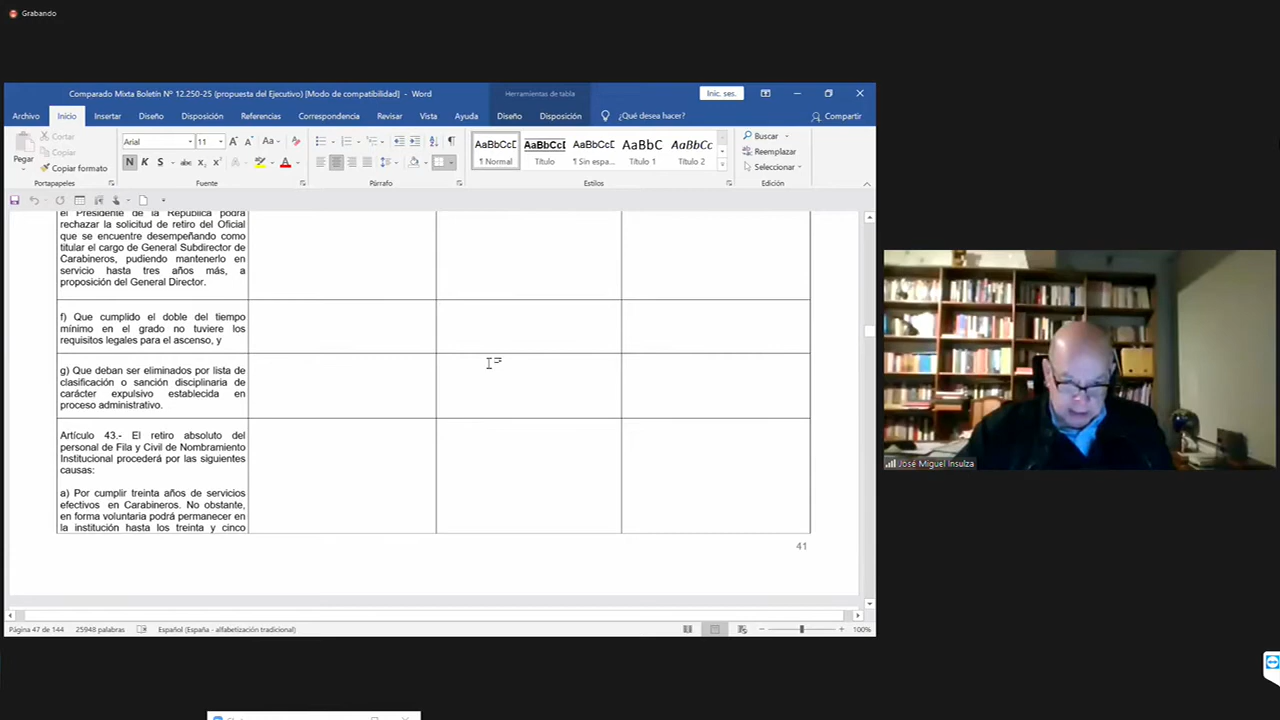 Grabando
Comparado Mixta Boletín Nº 12.250-25 (propuesta del Ejecutivo) [Modo de compatibilidad] - Word
Herramientas de tabla
Inic. ses.
Archivo Inicio Insertar Diseño Disposición Referencias Correspondencia Revisar Vista Ayuda Diseño Disposición ¿Qué desea hacer? Compartir
Pegar
Cortar
Copiar
Copiar formato
Portapapeles
Arial 11
N K S abc x₂ x²
Fuente
Párrafo
AaBbCcD AaBbCcD AaBbCcD AaBbC AaBbCc
¶ Normal Título ¶ Sin espa... Título 1 Título 2
Estilos
Buscar
Reemplazar
Seleccionar
Edición
el Presidente de la República podrá
rechazar la solicitud de retiro del Oficial
que se encuentre desempeñando como
titular el cargo de General Subdirector de
Carabineros, pudiendo mantenerlo en
servicio hasta tres años más, a
proposición del General Director.
f) Que cumplido el doble del tiempo
mínimo en el grado no tuviere los
requisitos legales para el ascenso, y
g) Que deban ser eliminados por lista de
clasificación o sanción disciplinaria de
carácter expulsivo establecida en
proceso administrativo.
Artículo 43.- El retiro absoluto del
personal de Fila y Civil de Nombramiento
Institucional procederá por las siguientes
causas:
a) Por cumplir treinta años de servicios
efectivos en Carabineros. No obstante,
en forma voluntaria podrá permanecer en
la institución hasta los treinta y cinco
41
Página 47 de 144 25948 palabras Español (España - alfabetización tradicional) 100%
José Miguel Insulza